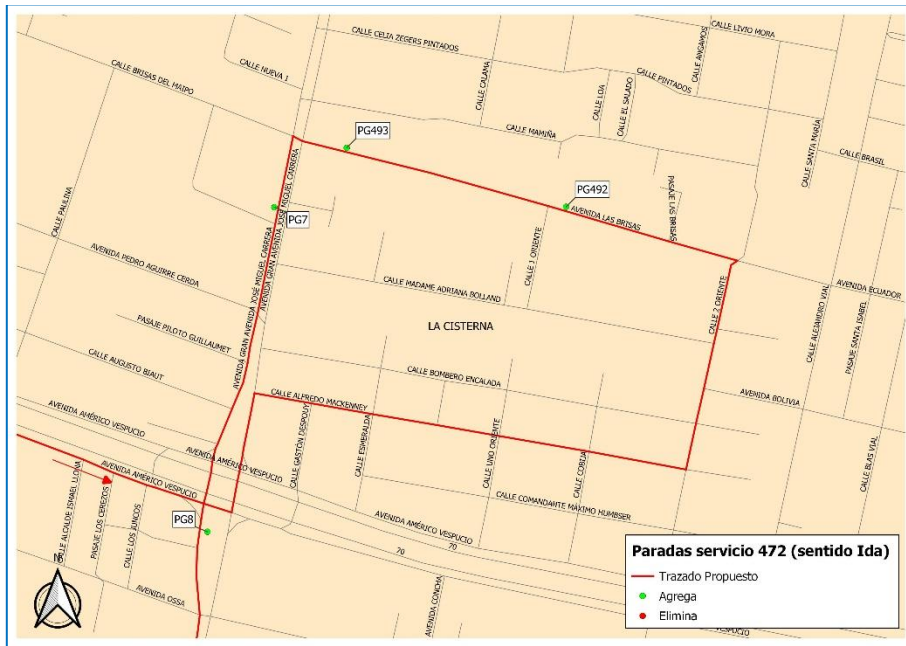 CALLE CELIA ZEGERS PINTADOS
CALLE LIVIO MORA
CALLE ANGAMOS
CALLE NUEVA 1
CALLE BRISAS DEL MAIPO
CALLE CALAMA
CALLE LOA
CALLE EL SALADO
CALLE PINTADOS
CALLE MAMIÑA
CALLE SANTA MARÍA
CALLE BRASIL
PG493
PG492
PG7
CALLE PAULINA
AVENIDA GRAN AVENIDA JOSÉ MIGUEL CARRERA
AVENIDA GRAN AVENIDA JOSÉ MIGUEL CARRERA
AVENIDA LAS BRISAS
PASAJE LAS BRISAS
CALLE 1 ORIENTE
CALLE 2 ORIENTE
AVENIDA ECUADOR
AVENIDA PEDRO AGUIRRE CERDA
CALLE MADAME ADRIANA BOLLAND
CALLE ALEJANDRO VIAL
PASAJE SANTA ISABEL
PASAJE PILOTO GUILLAUMET
LA CISTERNA
CALLE AUGUSTO BIAUT
CALLE BOMBERO ENCALADA
AVENIDA BOLIVIA
CALLE ALFREDO MACKENNEY
AVENIDA AMÉRICO VESPUCIO
AVENIDA AMÉRICO VESPUCIO
AVENIDA AMÉRICO VESPUCIO
CALLE GASTÓN DESPOUY
CALLE ESMERALDA
CALLE UNO ORIENTE
CALLE COBIJA
CALLE BLAS VIAL
CALLE ALCALDE ISMAEL LLONA
PASAJE LOS CEREZOS
CALLE LOS JUNCOS
PG8
CALLE COMANDANTE MÁXIMO HUMBSER
AVENIDA AMÉRICO VESPUCIO
70
70
N
AVENIDA OSSA
AVENIDA CONCHA
Paradas servicio 472 (sentido Ida)
Trazado Propuesto
Agrega
Elimina